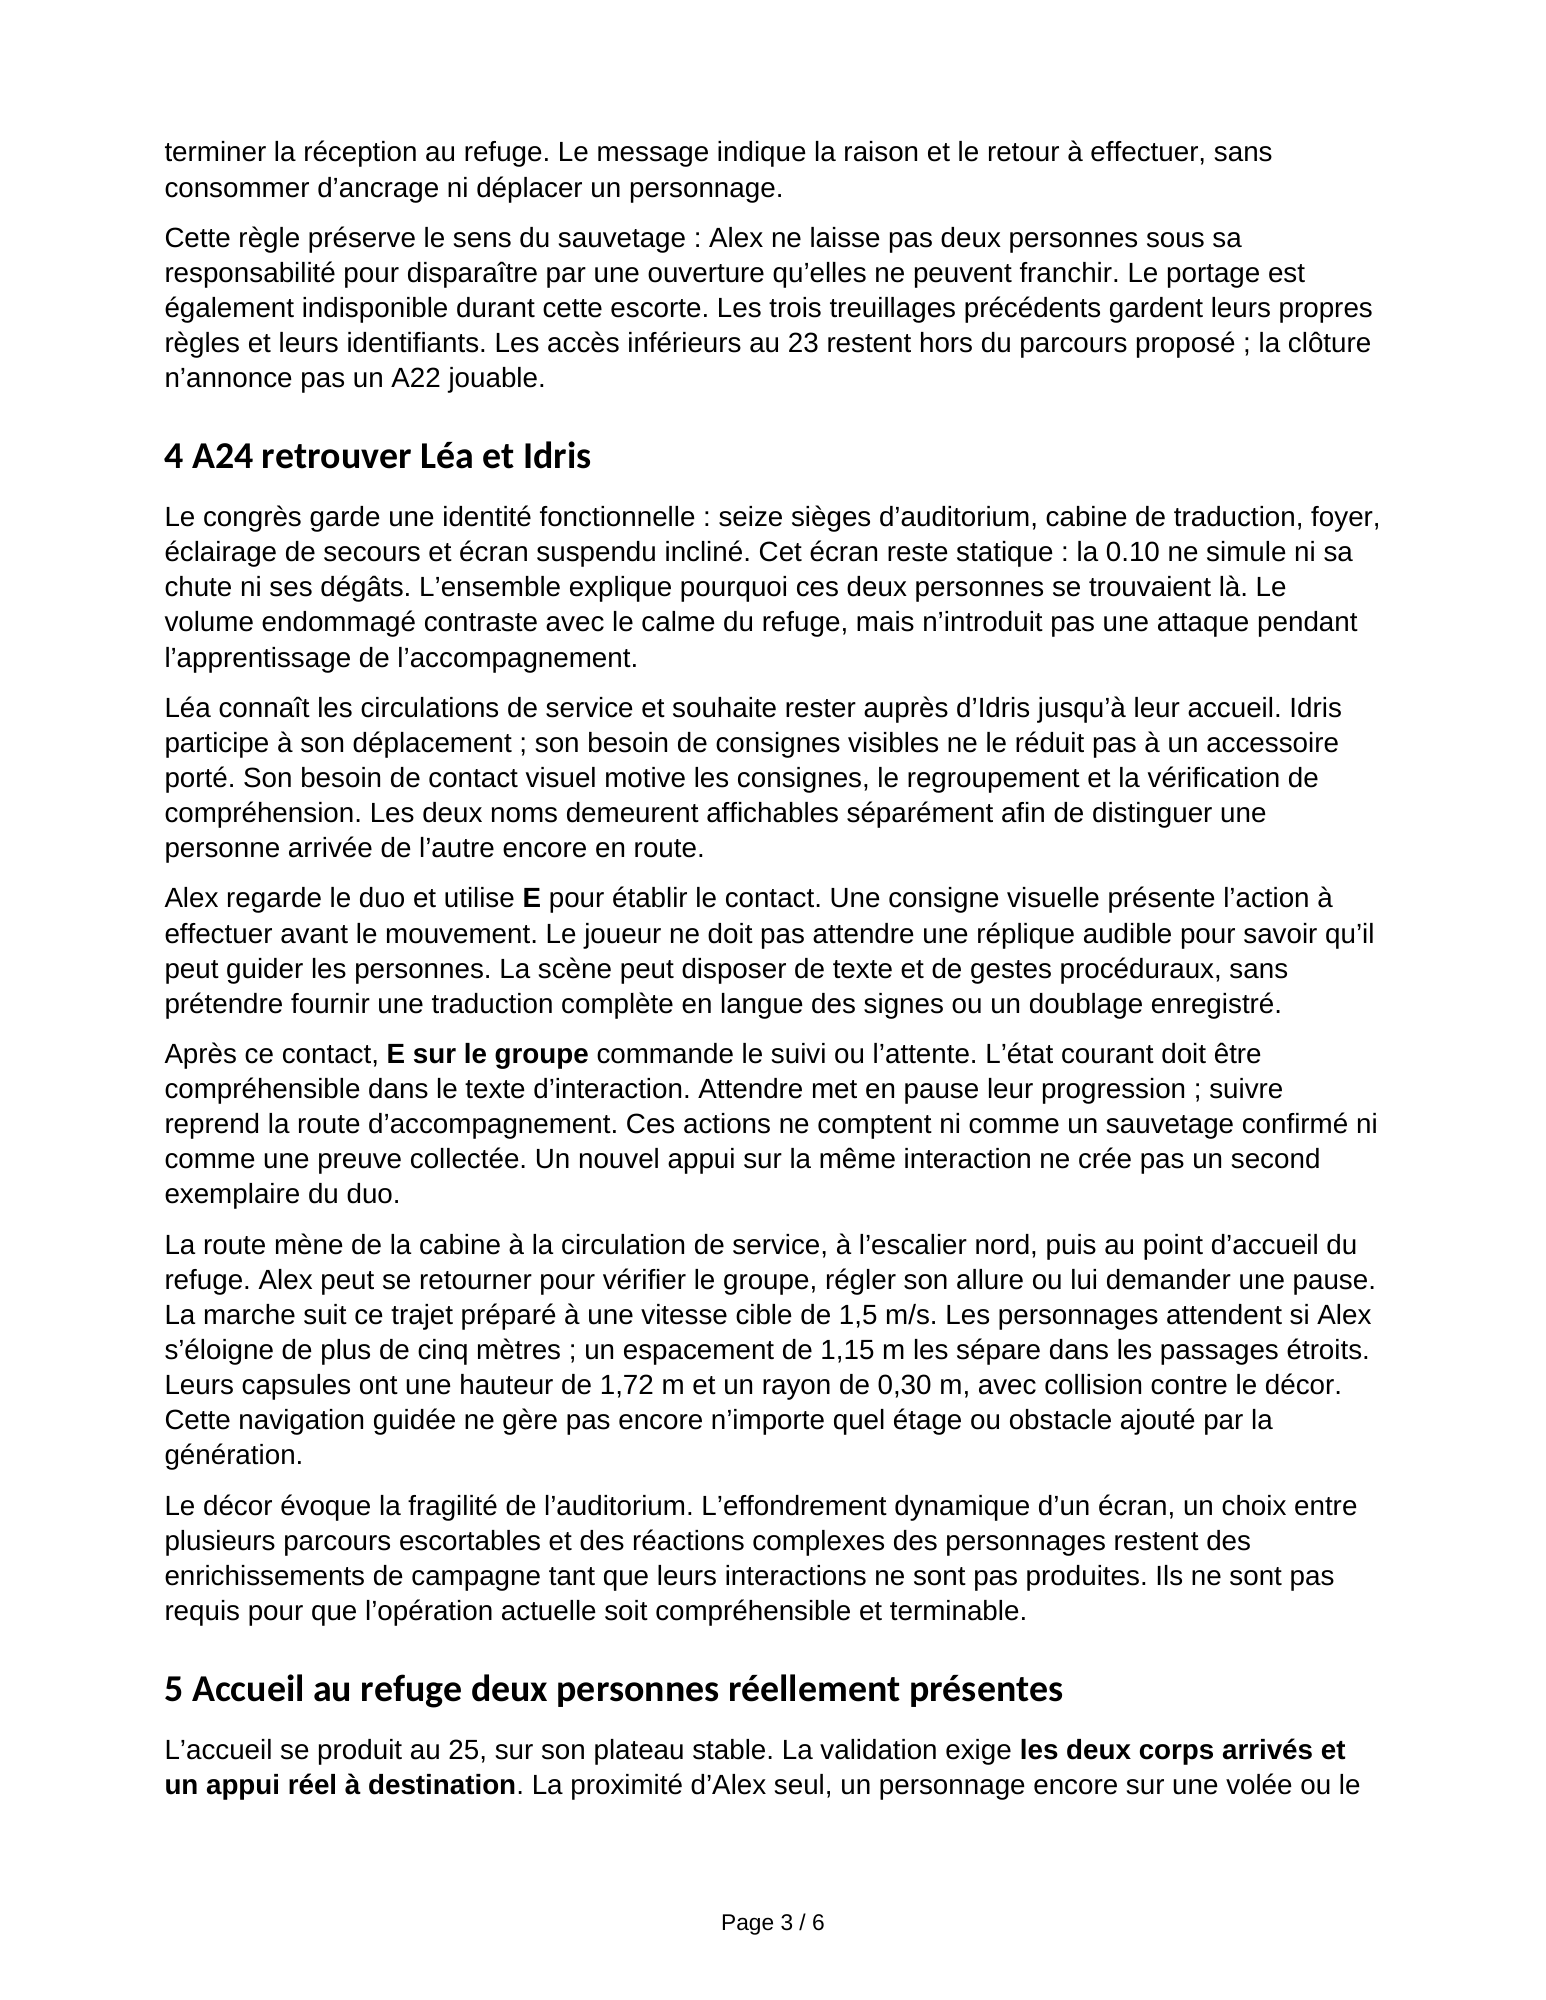 terminer la réception au refuge. Le message indique la raison et le retour à effectuer, sans
consommer d’ancrage ni déplacer un personnage.
Cette règle préserve le sens du sauvetage : Alex ne laisse pas deux personnes sous sa
responsabilité pour disparaître par une ouverture qu’elles ne peuvent franchir. Le portage est
également indisponible durant cette escorte. Les trois treuillages précédents gardent leurs propres
règles et leurs identifiants. Les accès inférieurs au 23 restent hors du parcours proposé ; la clôture
n’annonce pas un A22 jouable.
4 A24 retrouver Léa et Idris
Le congrès garde une identité fonctionnelle : seize sièges d’auditorium, cabine de traduction, foyer,
éclairage de secours et écran suspendu incliné. Cet écran reste statique : la 0.10 ne simule ni sa
chute ni ses dégâts. L’ensemble explique pourquoi ces deux personnes se trouvaient là. Le
volume endommagé contraste avec le calme du refuge, mais n’introduit pas une attaque pendant
l’apprentissage de l’accompagnement.
Léa connaît les circulations de service et souhaite rester auprès d’Idris jusqu’à leur accueil. Idris
participe à son déplacement ; son besoin de consignes visibles ne le réduit pas à un accessoire
porté. Son besoin de contact visuel motive les consignes, le regroupement et la vérification de
compréhension. Les deux noms demeurent affichables séparément afin de distinguer une
personne arrivée de l’autre encore en route.
Alex regarde le duo et utilise E pour établir le contact. Une consigne visuelle présente l’action à
effectuer avant le mouvement. Le joueur ne doit pas attendre une réplique audible pour savoir qu’il
peut guider les personnes. La scène peut disposer de texte et de gestes procéduraux, sans
prétendre fournir une traduction complète en langue des signes ou un doublage enregistré.
Après ce contact, E sur le groupe commande le suivi ou l’attente. L’état courant doit être
compréhensible dans le texte d’interaction. Attendre met en pause leur progression ; suivre
reprend la route d’accompagnement. Ces actions ne comptent ni comme un sauvetage confirmé ni
comme une preuve collectée. Un nouvel appui sur la même interaction ne crée pas un second
exemplaire du duo.
La route mène de la cabine à la circulation de service, à l’escalier nord, puis au point d’accueil du
refuge. Alex peut se retourner pour vérifier le groupe, régler son allure ou lui demander une pause.
La marche suit ce trajet préparé à une vitesse cible de 1,5 m/s. Les personnages attendent si Alex
s’éloigne de plus de cinq mètres ; un espacement de 1,15 m les sépare dans les passages étroits.
Leurs capsules ont une hauteur de 1,72 m et un rayon de 0,30 m, avec collision contre le décor.
Cette navigation guidée ne gère pas encore n’importe quel étage ou obstacle ajouté par la
génération.
Le décor évoque la fragilité de l’auditorium. L’effondrement dynamique d’un écran, un choix entre
plusieurs parcours escortables et des réactions complexes des personnages restent des
enrichissements de campagne tant que leurs interactions ne sont pas produites. Ils ne sont pas
requis pour que l’opération actuelle soit compréhensible et terminable.
5 Accueil au refuge deux personnes réellement présentes
L’accueil se produit au 25, sur son plateau stable. La validation exige les deux corps arrivés et
un appui réel à destination. La proximité d’Alex seul, un personnage encore sur une volée ou le
Page 3 / 6